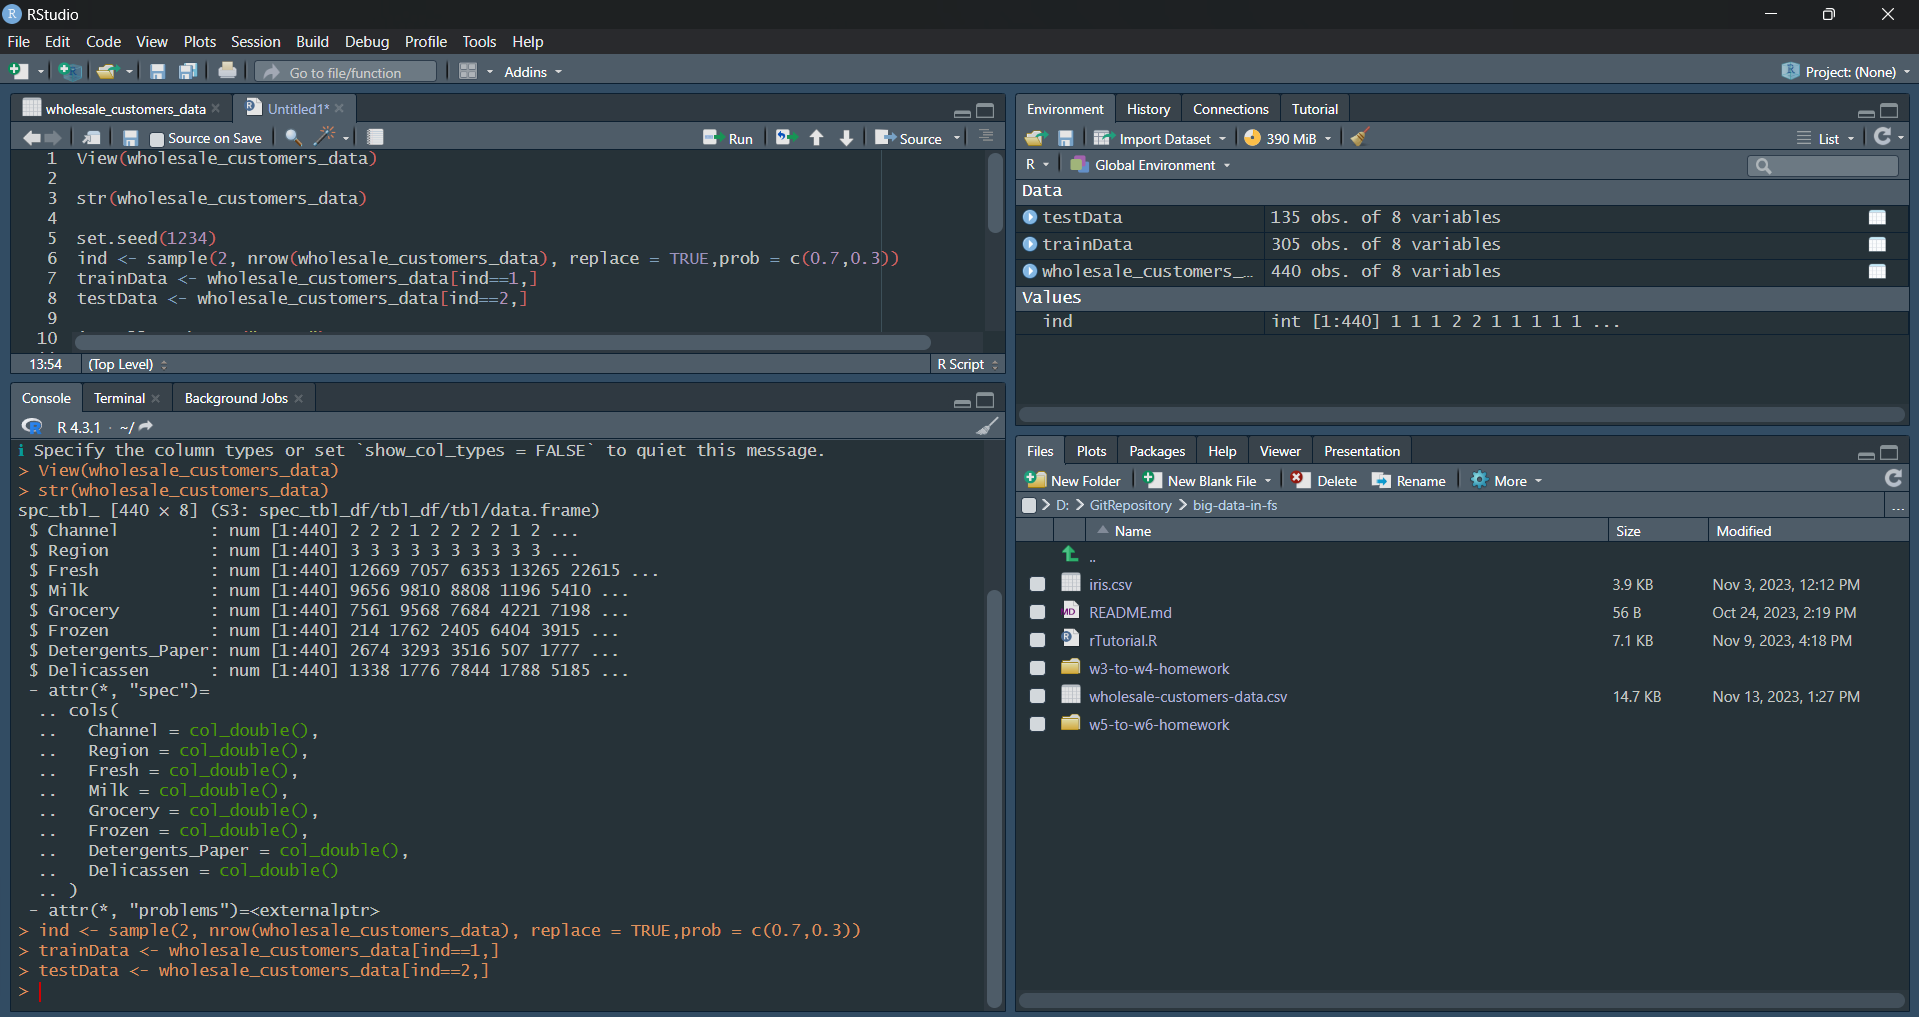 RStudio
File Edit Code View Plots Session Build Debug Profile Tools Help
Go to file/function Addins Project: (None)
wholesale_customers_data Untitled1*
Source on Save Run Source
1 View(wholesale_customers_data)
2
3 str(wholesale_customers_data)
4
5 set.seed(1234)
6 ind <- sample(2, nrow(wholesale_customers_data), replace = TRUE,prob = c(0.7,0.3))
7 trainData <- wholesale_customers_data[ind==1,]
8 testData <- wholesale_customers_data[ind==2,]
9
10
13:54 (Top Level) R Script
Console Terminal Background Jobs
R 4.3.1 · ~/
i Specify the column types or set `show_col_types = FALSE` to quiet this message.
> View(wholesale_customers_data)
> str(wholesale_customers_data)
spc_tbl_ [440 × 8] (S3: spec_tbl_df/tbl_df/tbl/data.frame)
$ Channel : num [1:440] 2 2 2 1 2 2 2 2 1 2 ...
$ Region : num [1:440] 3 3 3 3 3 3 3 3 3 3 ...
$ Fresh : num [1:440] 12669 7057 6353 13265 22615 ...
$ Milk : num [1:440] 9656 9810 8808 1196 5410 ...
$ Grocery : num [1:440] 7561 9568 7684 4221 7198 ...
$ Frozen : num [1:440] 214 1762 2405 6404 3915 ...
$ Detergents_Paper: num [1:440] 2674 3293 3516 507 1777 ...
$ Delicassen : num [1:440] 1338 1776 7844 1788 5185 ...
- attr(*, "spec")=
.. cols(
.. Channel = col_double(),
.. Region = col_double(),
.. Fresh = col_double(),
.. Milk = col_double(),
.. Grocery = col_double(),
.. Frozen = col_double(),
.. Detergents_Paper = col_double(),
.. Delicassen = col_double()
.. )
- attr(*, "problems")=<externalptr>
> ind <- sample(2, nrow(wholesale_customers_data), replace = TRUE,prob = c(0.7,0.3))
> trainData <- wholesale_customers_data[ind==1,]
> testData <- wholesale_customers_data[ind==2,]
>
Environment History Connections Tutorial
Import Dataset 390 MiB List
R Global Environment
Data
testData 135 obs. of 8 variables
trainData 305 obs. of 8 variables
wholesale_customers_… 440 obs. of 8 variables
Values
ind int [1:440] 1 1 1 2 2 1 1 1 1 1 ...
Files Plots Packages Help Viewer Presentation
New Folder New Blank File Delete Rename More
D: > GitRepository > big-data-in-fs ...
Name Size Modified
..
iris.csv 3.9 KB Nov 3, 2023, 12:12 PM
README.md 56 B Oct 24, 2023, 2:19 PM
rTutorial.R 7.1 KB Nov 9, 2023, 4:18 PM
w3-to-w4-homework
wholesale-customers-data.csv 14.7 KB Nov 13, 2023, 1:27 PM
w5-to-w6-homework